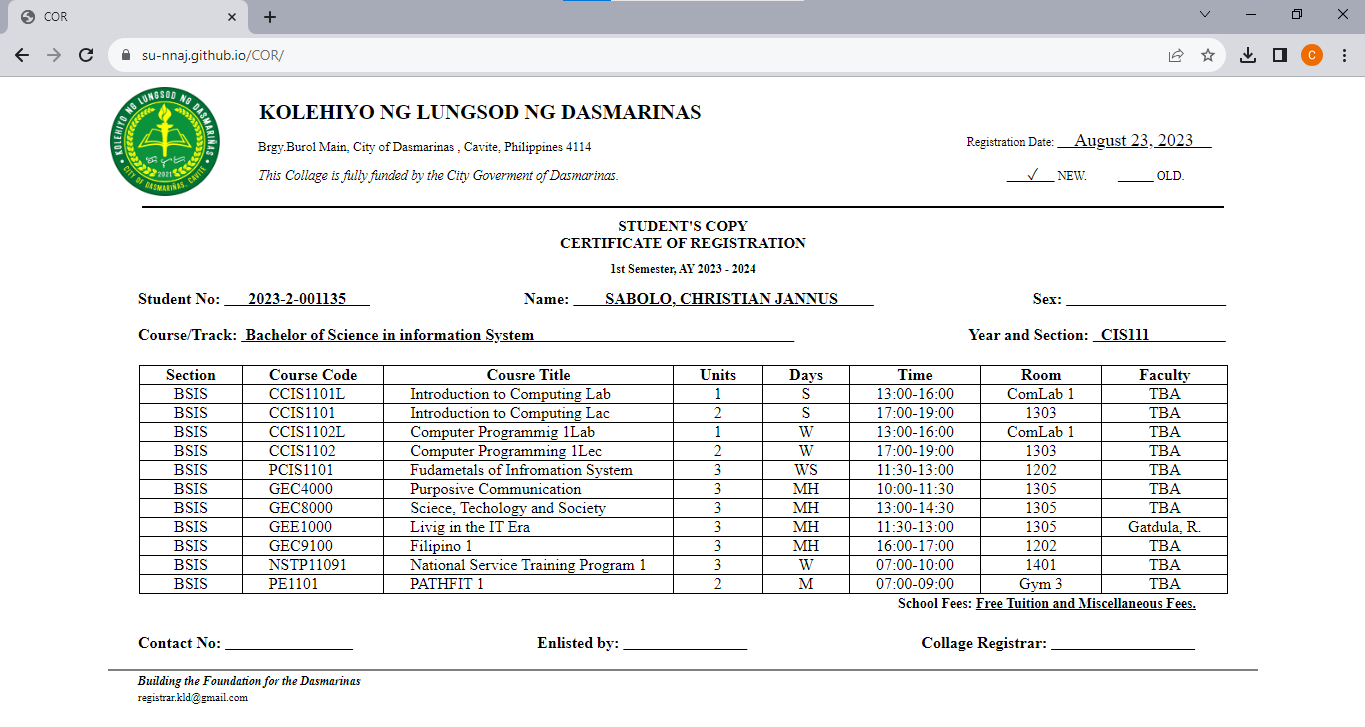 COR
su-nnaj.github.io/COR/
C
KOLEHIYO NG LUNGSOD NG DASMARIÑAS
CITY OF DASMARIÑAS, CAVITE
2021
KOLEHIYO NG LUNGSOD NG DASMARINAS
Brgy.Burol Main, City of Dasmarinas , Cavite, Philippines 4114
This Collage is fully funded by the City Goverment of Dasmarinas.
Registration Date: August 23, 2023
✓ NEW. OLD.
STUDENT'S COPY
CERTIFICATE OF REGISTRATION
1st Semester, AY 2023 - 2024
Student No: 2023-2-001135 Name: SABOLO, CHRISTIAN JANNUS Sex:
Course/Track: Bachelor of Science in information System Year and Section: CIS111
Section Course Code Cousre Title Units Days Time Room Faculty
BSIS CCIS1101L Introduction to Computing Lab 1 S 13:00-16:00 ComLab 1 TBA
BSIS CCIS1101 Introduction to Computing Lac 2 S 17:00-19:00 1303 TBA
BSIS CCIS1102L Computer Programmig 1Lab 1 W 13:00-16:00 ComLab 1 TBA
BSIS CCIS1102 Computer Programming 1Lec 2 W 17:00-19:00 1303 TBA
BSIS PCIS1101 Fudametals of Infromation System 3 WS 11:30-13:00 1202 TBA
BSIS GEC4000 Purposive Communication 3 MH 10:00-11:30 1305 TBA
BSIS GEC8000 Sciece, Techology and Society 3 MH 13:00-14:30 1305 TBA
BSIS GEE1000 Livig in the IT Era 3 MH 11:30-13:00 1305 Gatdula, R.
BSIS GEC9100 Filipino 1 3 MH 16:00-17:00 1202 TBA
BSIS NSTP11091 National Service Training Program 1 3 W 07:00-10:00 1401 TBA
BSIS PE1101 PATHFIT 1 2 M 07:00-09:00 Gym 3 TBA
School Fees: Free Tuition and Miscellaneous Fees.
Contact No: Enlisted by: Collage Registrar:
Building the Foundation for the Dasmarinas
registrar.kld@gmail.com